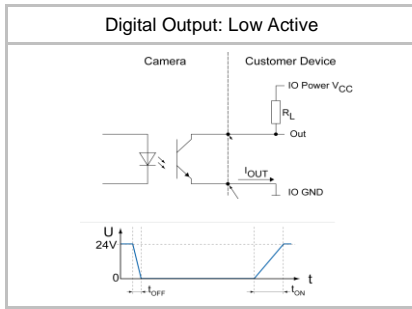 Digital Output: Low Active
Camera Customer Device
IO Power VCC
RL
Out
IOUT
IO GND
U
24V
0
t
tOFF tON